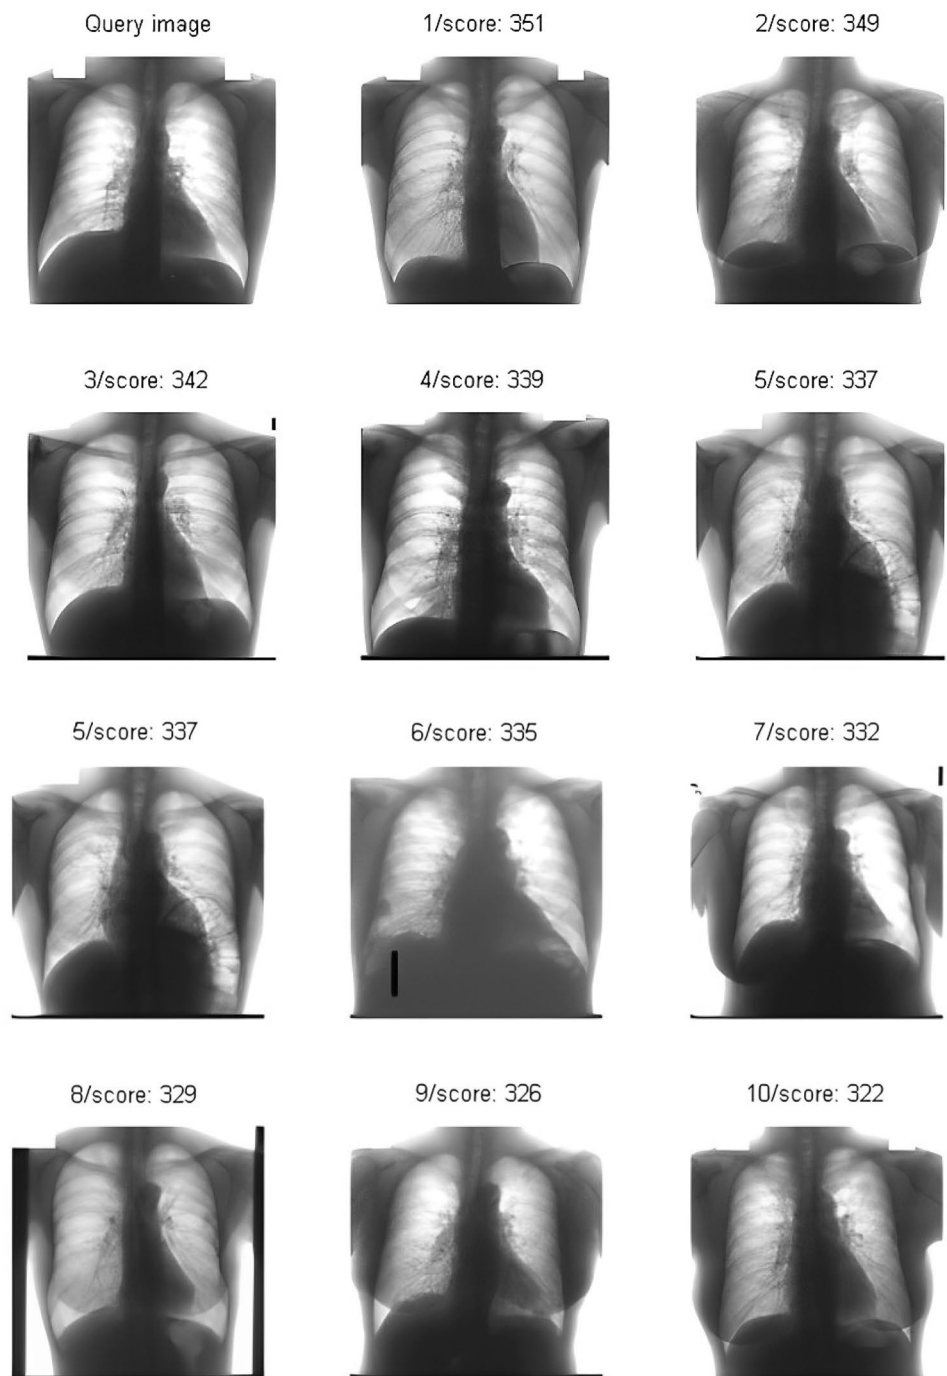 Query image
1/score: 351
2/score: 349
3/score: 342
4/score: 339
5/score: 337
5/score: 337
6/score: 335
7/score: 332
8/score: 329
9/score: 326
10/score: 322